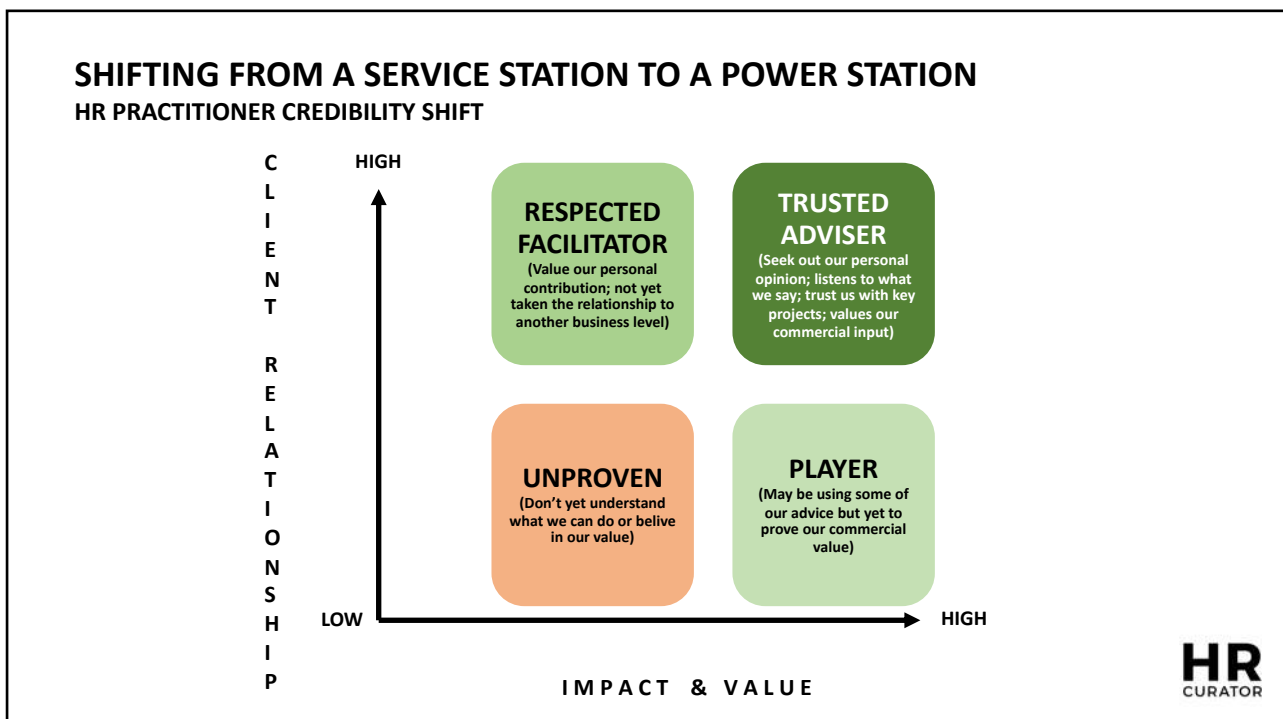 SHIFTING FROM A SERVICE STATION TO A POWER STATION
HR PRACTITIONER CREDIBILITY SHIFT
CLIENT RELATIONSHIP
HIGH
RESPECTED
FACILITATOR
(Value our personal
contribution; not yet
taken the relationship to
another business level)
TRUSTED
ADVISER
(Seek out our personal
opinion; listens to what
we say; trust us with key
projects; values our
commercial input)
UNPROVEN
(Don’t yet understand
what we can do or belive
in our value)
PLAYER
(May be using some of
our advice but yet to
prove our commercial
value)
LOW
HIGH
IMPACT & VALUE
HR
CURATOR